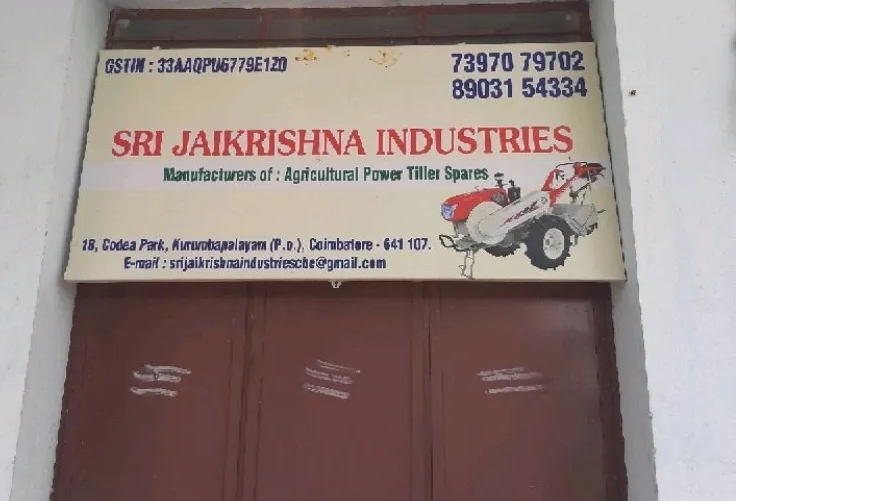 GSTIN : 33AAQPU6779E1Z0
73970 79702
89031 54334
SRI JAIKRISHNA INDUSTRIES
Manufacturers of : Agricultural Power Tiller Spares
18, Codea Park, Kurumbapalayam (P.o.), Coimbatore - 641 107.
E-mail : srijaikrishnaindustriescbe@gmail.com